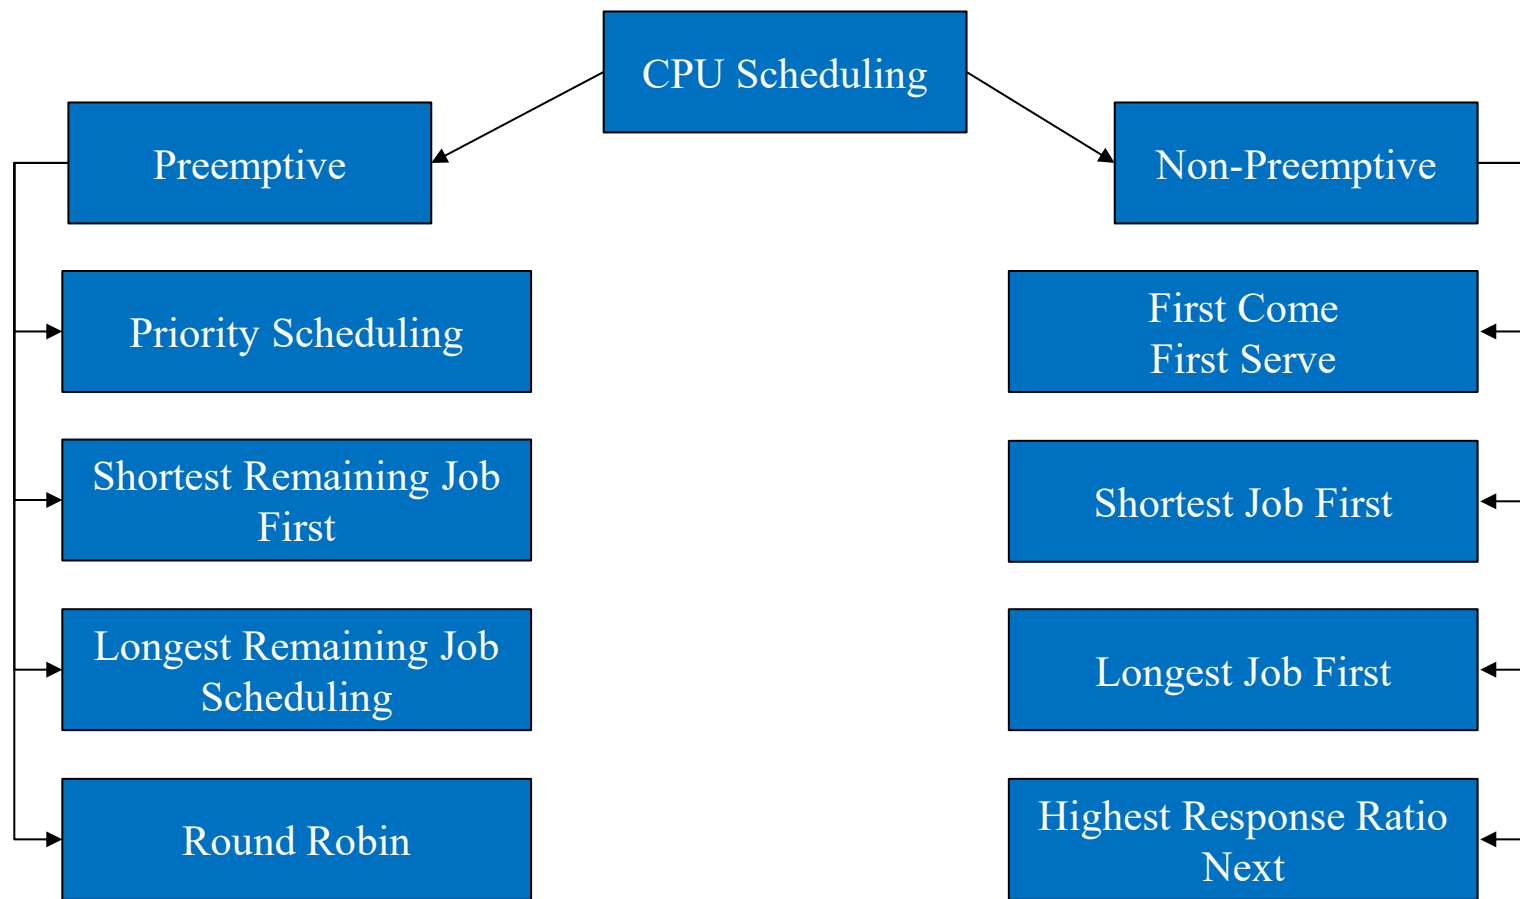 CPU Scheduling
Preemptive
Non-Preemptive
Priority Scheduling
First Come
First Serve
Shortest Remaining Job
First
Shortest Job First
Longest Remaining Job
Scheduling
Longest Job First
Round Robin
Highest Response Ratio
Next